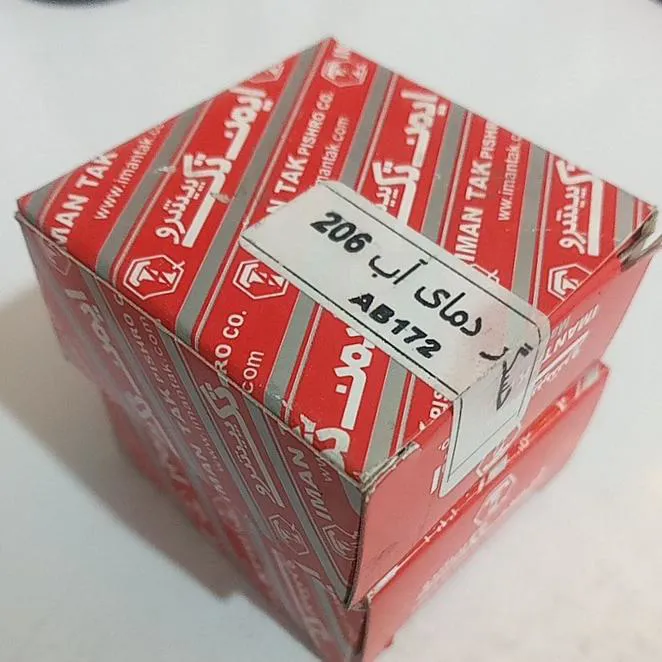 IMAN TAK PISHRO CO.
www.imantak.com
ایمن تک پیشرو
دمای آب 206
AB172